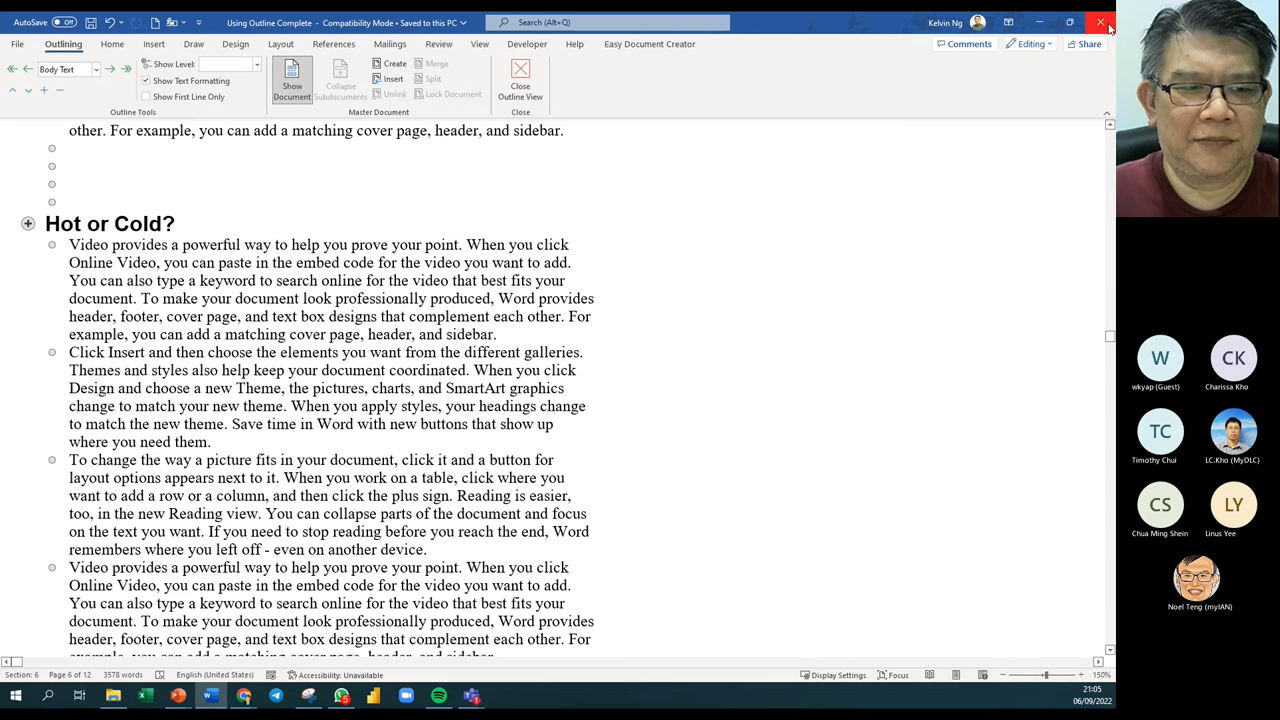 AutoSave Off
Using Outline Complete - Compatibility Mode • Saved to this PC
Search (Alt+Q)
Kelvin Ng
File Outlining Home Insert Draw Design Layout References Mailings Review View Developer Help Easy Document Creator
Comments Editing Share
Body Text
Show Level:
Show Text Formatting
Show First Line Only
Outline Tools
Show Document
Collapse Subdocuments
Create
Insert
Unlink
Merge
Split
Lock Document
Master Document
Close Outline View
Close
other. For example, you can add a matching cover page, header, and sidebar.
Hot or Cold?
Video provides a powerful way to help you prove your point. When you click
Online Video, you can paste in the embed code for the video you want to add.
You can also type a keyword to search online for the video that best fits your
document. To make your document look professionally produced, Word provides
header, footer, cover page, and text box designs that complement each other. For
example, you can add a matching cover page, header, and sidebar.
Click Insert and then choose the elements you want from the different galleries.
Themes and styles also help keep your document coordinated. When you click
Design and choose a new Theme, the pictures, charts, and SmartArt graphics
change to match your new theme. When you apply styles, your headings change
to match the new theme. Save time in Word with new buttons that show up
where you need them.
To change the way a picture fits in your document, click it and a button for
layout options appears next to it. When you work on a table, click where you
want to add a row or a column, and then click the plus sign. Reading is easier,
too, in the new Reading view. You can collapse parts of the document and focus
on the text you want. If you need to stop reading before you reach the end, Word
remembers where you left off - even on another device.
Video provides a powerful way to help you prove your point. When you click
Online Video, you can paste in the embed code for the video you want to add.
You can also type a keyword to search online for the video that best fits your
document. To make your document look professionally produced, Word provides
header, footer, cover page, and text box designs that complement each other. For
example, you can add a matching cover page, header, and sidebar.
Section: 6 Page 6 of 12 3578 words English (United States) Accessibility: Unavailable
Display Settings Focus 150%
21:05
06/09/2022
W
wkyap (Guest)
CK
Charissa Kho
TC
Timothy Chui
LC.Kho (MyDLC)
CS
Chua Ming Shein
LY
Linus Yee
Noel Teng (myIAN)